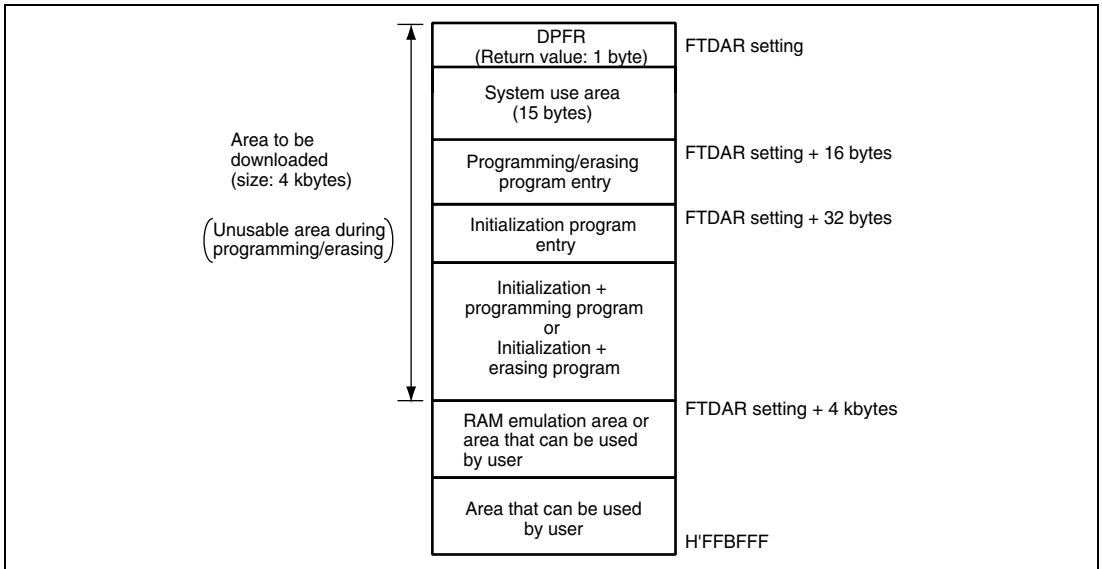 DPFR
(Return value: 1 byte)
FTDAR setting
System use area
(15 bytes)
Area to be
downloaded
(size: 4 kbytes)
(Unusable area during
programming/erasing)
FTDAR setting + 16 bytes
Programming/erasing
program entry
FTDAR setting + 32 bytes
Initialization program
entry
Initialization +
programming program
or
Initialization +
erasing program
FTDAR setting + 4 kbytes
RAM emulation area or
area that can be used
by user
Area that can be used
by user
H'FFBFFF